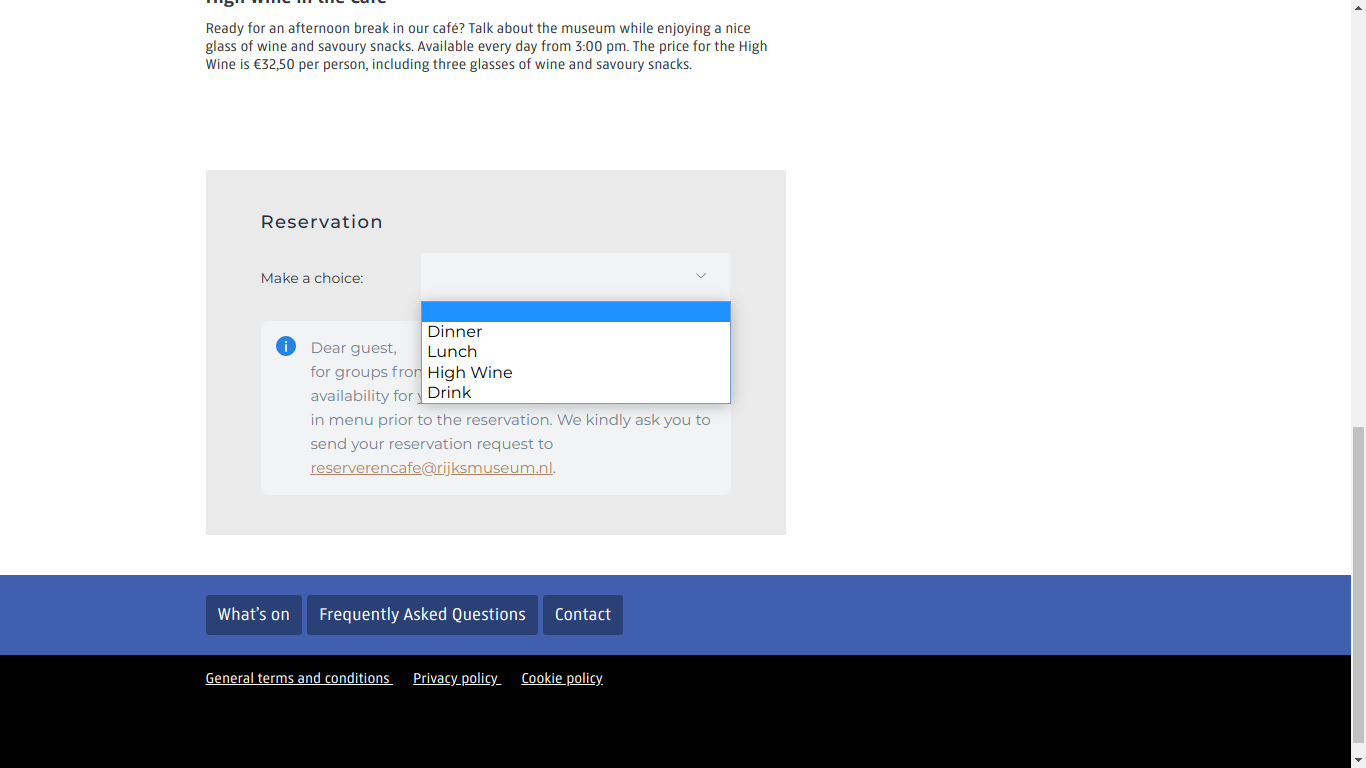 Ready for an afternoon break in our café? Talk about the museum while enjoying a nice
glass of wine and savoury snacks. Available every day from 3:00 pm. The price for the High
Wine is €32,50 per person, including three glasses of wine and savoury snacks.
Reservation
Make a choice:
Dinner
Lunch
High Wine
Drink
Dear guest,
for groups from
availability for
in menu prior to the reservation. We kindly ask you to
send your reservation request to
reserverencafe@rijksmuseum.nl.
What's on
Frequently Asked Questions
Contact
General terms and conditions
Privacy policy
Cookie policy